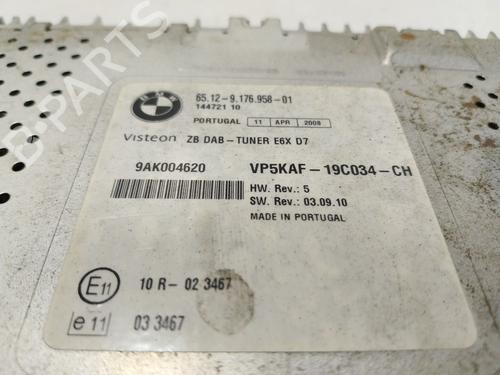 BMW
65.12-9.176.958-01
144721 10
PORTUGAL 11 APR 2008
Visteon ZB DAB-TUNER E6X D7
9AK004620 VP5KAF-19C034-CH
HW. Rev.: 5
SW. Rev.: 03.09.10
MADE IN PORTUGAL
E11 10 R-02 3467
e11 03 3467
B-PARTS